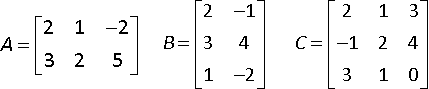 A = [2 1 −2; 3 2 5] B = [2 −1; 3 4; 1 −2] C = [2 1 3; −1 2 4; 3 1 0]